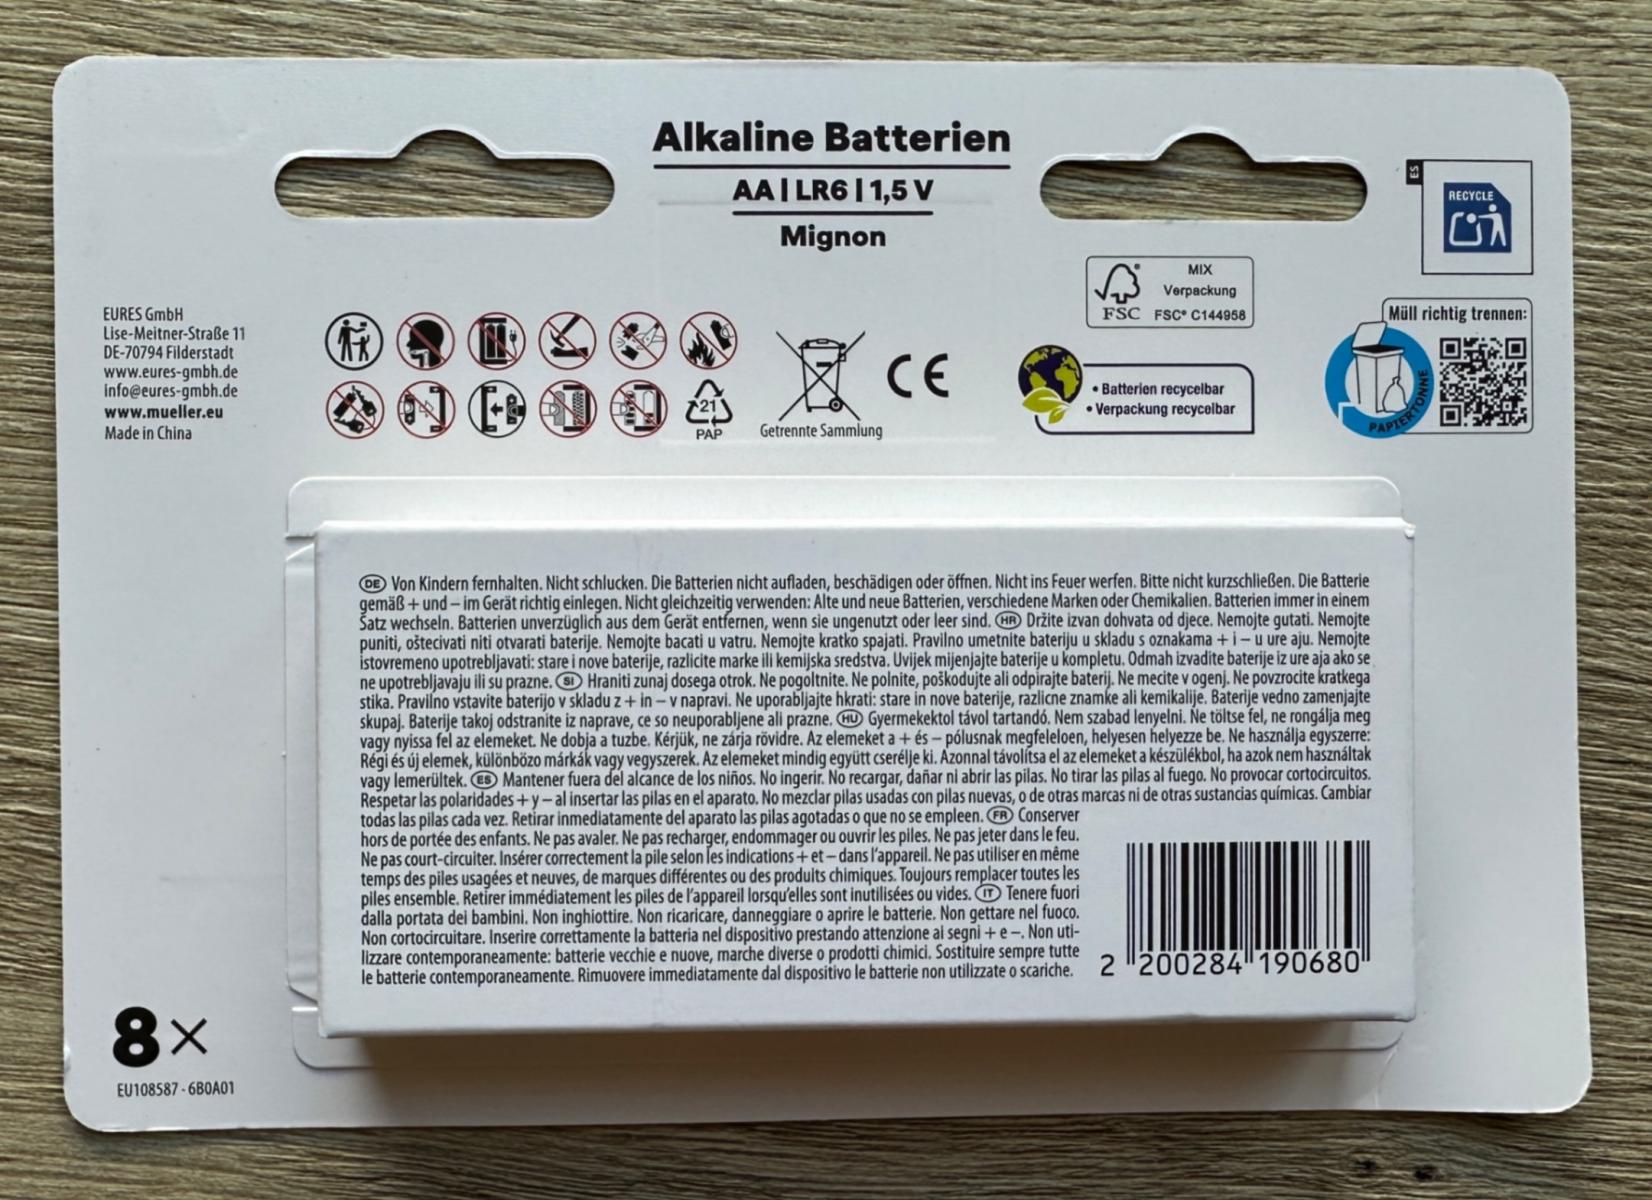 Alkaline Batterien
AA | LR6 | 1,5 V
Mignon
ES
RECYCLE
MIX
Verpackung
FSC® C144958
FSC
EURES GmbH
Lise-Meitner-Straße 11
DE-70794 Filderstadt
www.eures-gmbh.de
info@eures-gmbh.de
www.mueller.eu
Made in China
21
PAP
Getrennte Sammlung
CE
• Batterien recycelbar
• Verpackung recycelbar
Müll richtig trennen:
PAPIERTONNE
DE Von Kindern fernhalten. Nicht schlucken. Die Batterien nicht aufladen, beschädigen oder öffnen. Nicht ins Feuer werfen. Bitte nicht kurzschließen. Die Batterie
gemäß + und – im Gerät richtig einlegen. Nicht gleichzeitig verwenden: Alte und neue Batterien, verschiedene Marken oder Chemikalien. Batterien immer in einem
Satz wechseln. Batterien unverzüglich aus dem Gerät entfernen, wenn sie ungenutzt oder leer sind. HR Držite izvan dohvata od djece. Nemojte gutati. Nemojte
puniti, oštecivati niti otvarati baterije. Nemojte bacati u vatru. Nemojte kratko spajati. Pravilno umetnite bateriju u skladu s oznakama + i – u ure aju. Nemojte
istovremeno upotrebljavati: stare i nove baterije, razlicite marke ili kemijska sredstva. Uvijek mijenjajte baterije u kompletu. Odmah izvadite baterije iz ure aja ako se
ne upotrebljavaju ili su prazne. SI Hraniti zunaj dosega otrok. Ne pogoltnite. Ne polnite, poškodujte ali odpirajte baterij. Ne mecite v ogenj. Ne povzrocite kratkega
stika. Pravilno vstavite baterijo v skladu z + in – v napravi. Ne uporabljajte hkrati: stare in nove baterije, razlicne znamke ali kemikalije. Baterije vedno zamenjajte
skupaj. Baterije takoj odstranite iz naprave, ce so neuporabljene ali prazne. HU Gyermekektol távol tartandó. Nem szabad lenyelni. Ne töltse fel, ne rongálja meg
vagy nyissa fel az elemeket. Ne dobja a tuzbe. Kérjük, ne zárja rövidre. Az elemeket a + és – pólusnak megfeleloen, helyesen helyezze be. Ne használja egyszerre:
Régi és új elemek, különbözo márkák vagy vegyszerek. Az elemeket mindig együtt cserélje ki. Azonnal távolítsa el az elemeket a készülékbol, ha azok nem használtak
vagy lemerültek. ES Mantener fuera del alcance de los niños. No ingerir. No recargar, dañar ni abrir las pilas. No tirar las pilas al fuego. No provocar cortocircuitos.
Respetar las polaridades + y – al insertar las pilas en el aparato. No mezclar pilas usadas con pilas nuevas, o de otras marcas ni de otras sustancias químicas. Cambiar
todas las pilas cada vez. Retirar inmediatamente del aparato las pilas agotadas o que no se empleen. FR Conserver
hors de portée des enfants. Ne pas avaler. Ne pas recharger, endommager ou ouvrir les piles. Ne pas jeter dans le feu.
Ne pas court-circuiter. Insérer correctement la pile selon les indications + et – dans l'appareil. Ne pas utiliser en même
temps des piles usagées et neuves, de marques différentes ou des produits chimiques. Toujours remplacer toutes les
piles ensemble. Retirer immédiatement les piles de l'appareil lorsqu'elles sont inutilisées ou vides. IT Tenere fuori
dalla portata dei bambini. Non inghiottire. Non ricaricare, danneggiare o aprire le batterie. Non gettare nel fuoco.
Non cortocircuitare. Inserire correttamente la batteria nel dispositivo prestando attenzione ai segni + e –. Non uti-
lizzare contemporaneamente: batterie vecchie e nuove, marche diverse o prodotti chimici. Sostituire sempre tutte
le batterie contemporaneamente. Rimuovere immediatamente dal dispositivo le batterie non utilizzate o scariche.
2 200284 190680
8 ×
EU108587 - 6B0A01